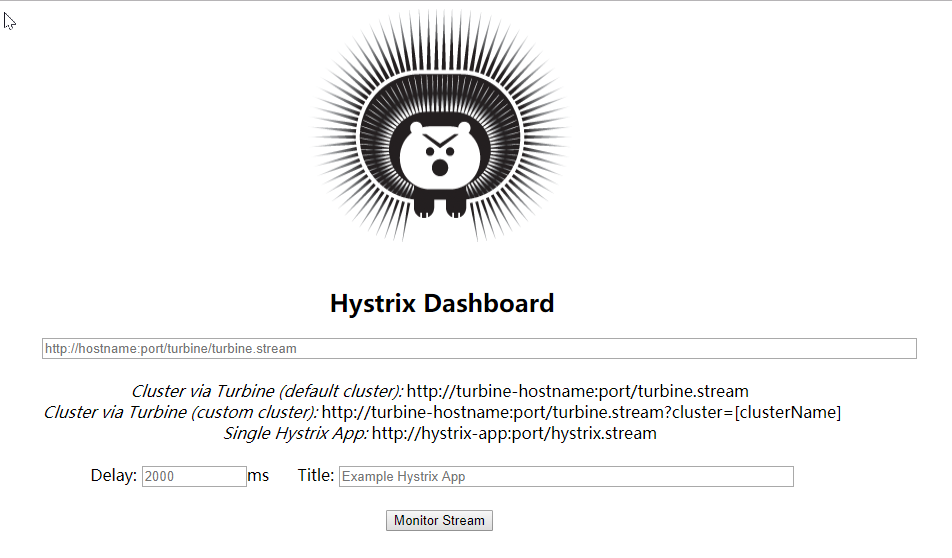 Hystrix Dashboard
http://hostname:port/turbine/turbine.stream
Cluster via Turbine (default cluster): http://turbine-hostname:port/turbine.stream
Cluster via Turbine (custom cluster): http://turbine-hostname:port/turbine.stream?cluster=[clusterName]
Single Hystrix App: http://hystrix-app:port/hystrix.stream
Delay: 2000 ms Title: Example Hystrix App
Monitor Stream